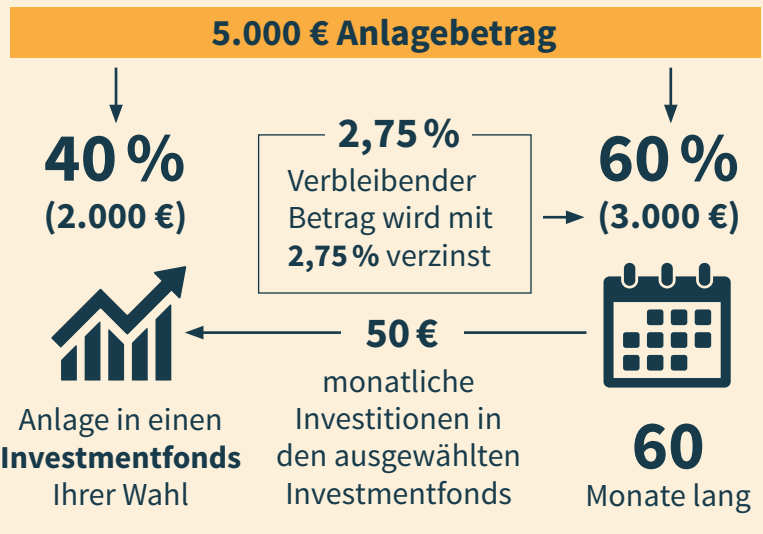 5.000 € Anlagebetrag
40 %
(2.000 €)
Anlage in einen
Investmentfonds
Ihrer Wahl
2,75 %
Verbleibender
Betrag wird mit
2,75 % verzinst
50 €
monatliche
Investitionen in
den ausgewählten
Investmentfonds
60 %
(3.000 €)
60
Monate lang